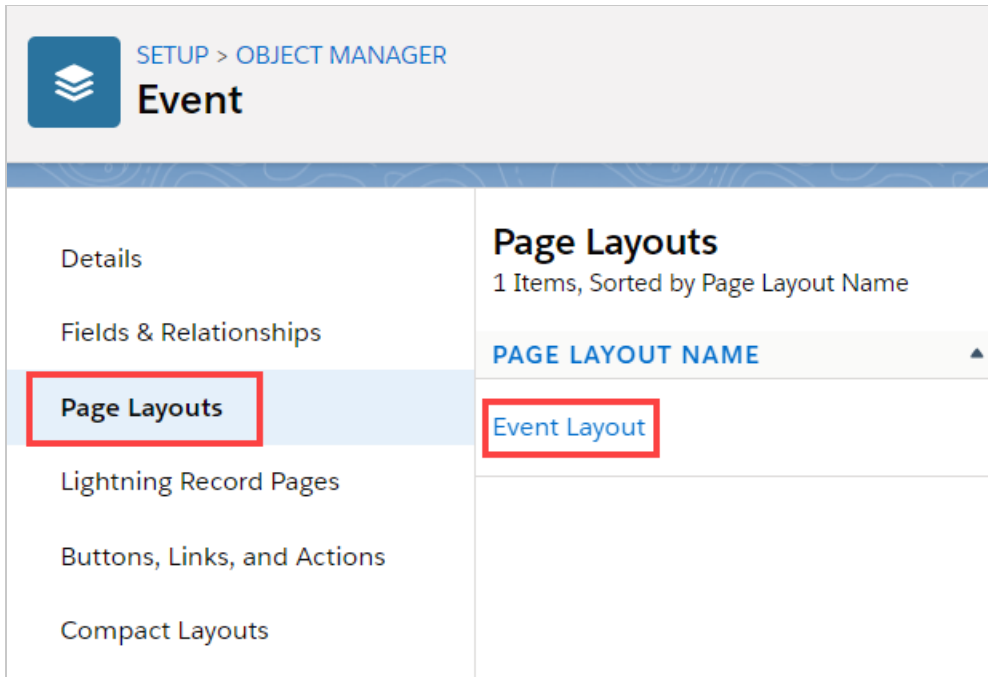 SETUP > OBJECT MANAGER
Event
Details
Fields & Relationships
Page Layouts
Lightning Record Pages
Buttons, Links, and Actions
Compact Layouts
Page Layouts
1 Items, Sorted by Page Layout Name
PAGE LAYOUT NAME
Event Layout